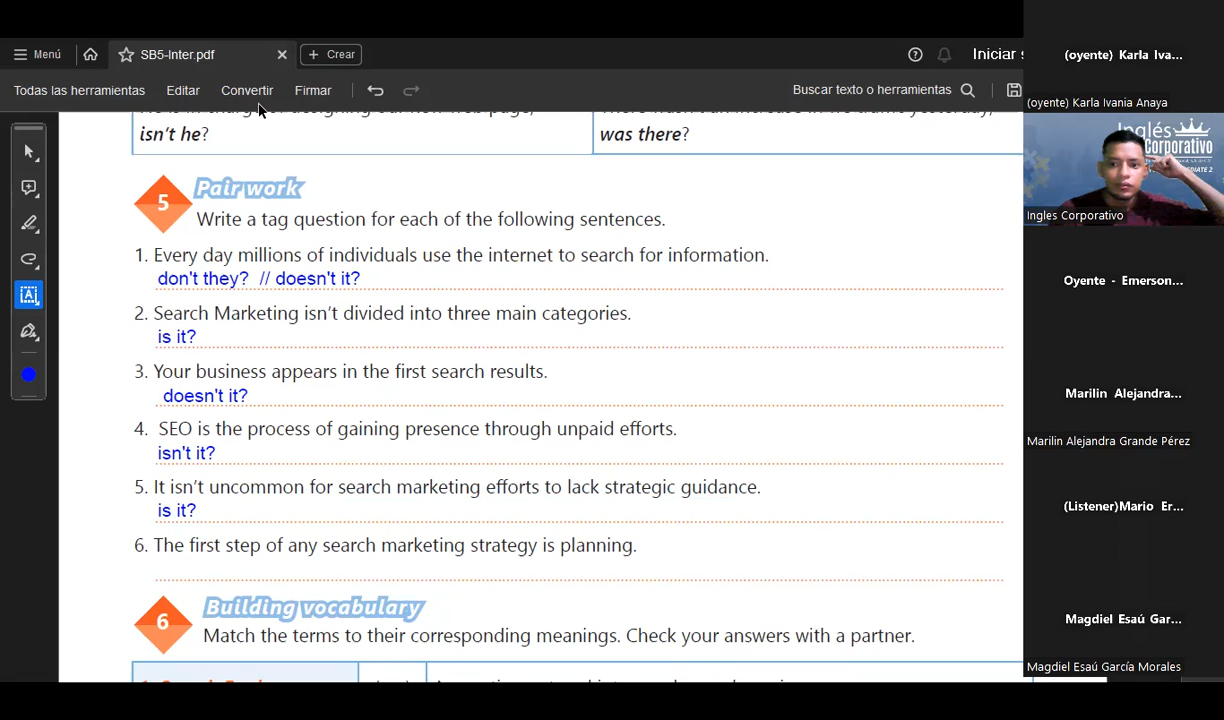 Menú
SB5-Inter.pdf
Crear
Iniciar s
Todas las herramientas
Editar
Convertir
Firmar
Buscar texto o herramientas
isn't he?
was there?
5
Pair work
Write a tag question for each of the following sentences.
1. Every day millions of individuals use the internet to search for information.
don't they? // doesn't it?
2. Search Marketing isn't divided into three main categories.
is it?
3. Your business appears in the first search results.
doesn't it?
4. SEO is the process of gaining presence through unpaid efforts.
isn't it?
5. It isn't uncommon for search marketing efforts to lack strategic guidance.
is it?
6. The first step of any search marketing strategy is planning.
6
Building vocabulary
Match the terms to their corresponding meanings. Check your answers with a partner.
(oyente) Karla Iva...
(oyente) Karla Ivania Anaya
Inglés
Corporativo
Ingles Corporativo
Oyente - Emerson...
Marilin Alejandra...
Marilin Alejandra Grande Pérez
(Listener)Mario Er...
Magdiel Esaú Gar...
Magdiel Esaú García Morales